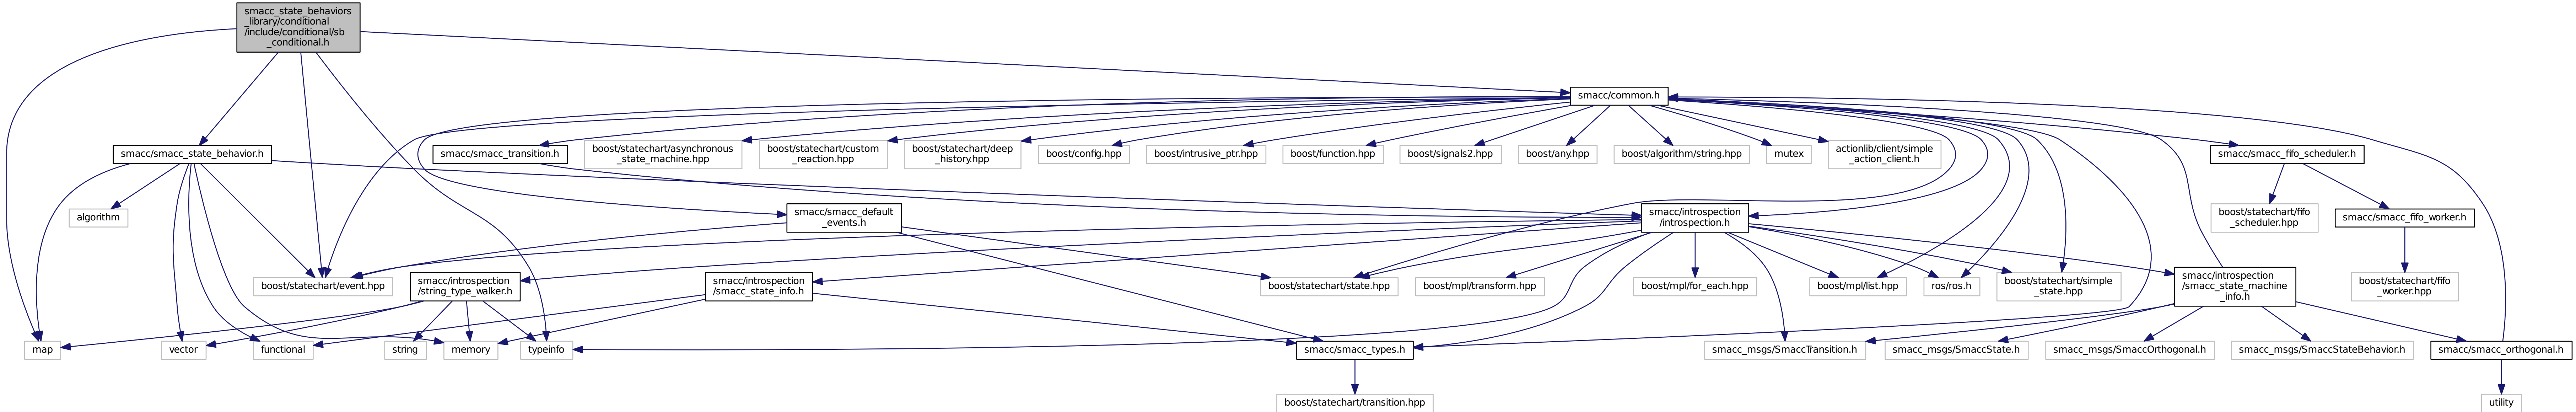 smacc_state_behaviors
_library/conditional
/include/conditional/sb
_conditional.h
smacc/common.h
smacc/smacc_state_behavior.h
smacc/smacc_transition.h
boost/statechart/asynchronous
_state_machine.hpp
boost/statechart/custom
_reaction.hpp
boost/statechart/deep
_history.hpp
boost/config.hpp
boost/intrusive_ptr.hpp
boost/function.hpp
boost/signals2.hpp
boost/any.hpp
boost/algorithm/string.hpp
mutex
actionlib/client/simple
_action_client.h
smacc/smacc_fifo_scheduler.h
algorithm
smacc/smacc_default
_events.h
smacc/introspection
/introspection.h
boost/statechart/fifo
_scheduler.hpp
smacc/smacc_fifo_worker.h
boost/statechart/event.hpp
smacc/introspection
/string_type_walker.h
smacc/introspection
/smacc_state_info.h
boost/statechart/state.hpp
boost/mpl/transform.hpp
boost/mpl/for_each.hpp
boost/mpl/list.hpp
ros/ros.h
boost/statechart/simple
_state.hpp
smacc/introspection
/smacc_state_machine
_info.h
boost/statechart/fifo
_worker.hpp
map
vector
functional
string
memory
typeinfo
smacc/smacc_types.h
smacc_msgs/SmaccTransition.h
smacc_msgs/SmaccState.h
smacc_msgs/SmaccOrthogonal.h
smacc_msgs/SmaccStateBehavior.h
smacc/smacc_orthogonal.h
boost/statechart/transition.hpp
utility